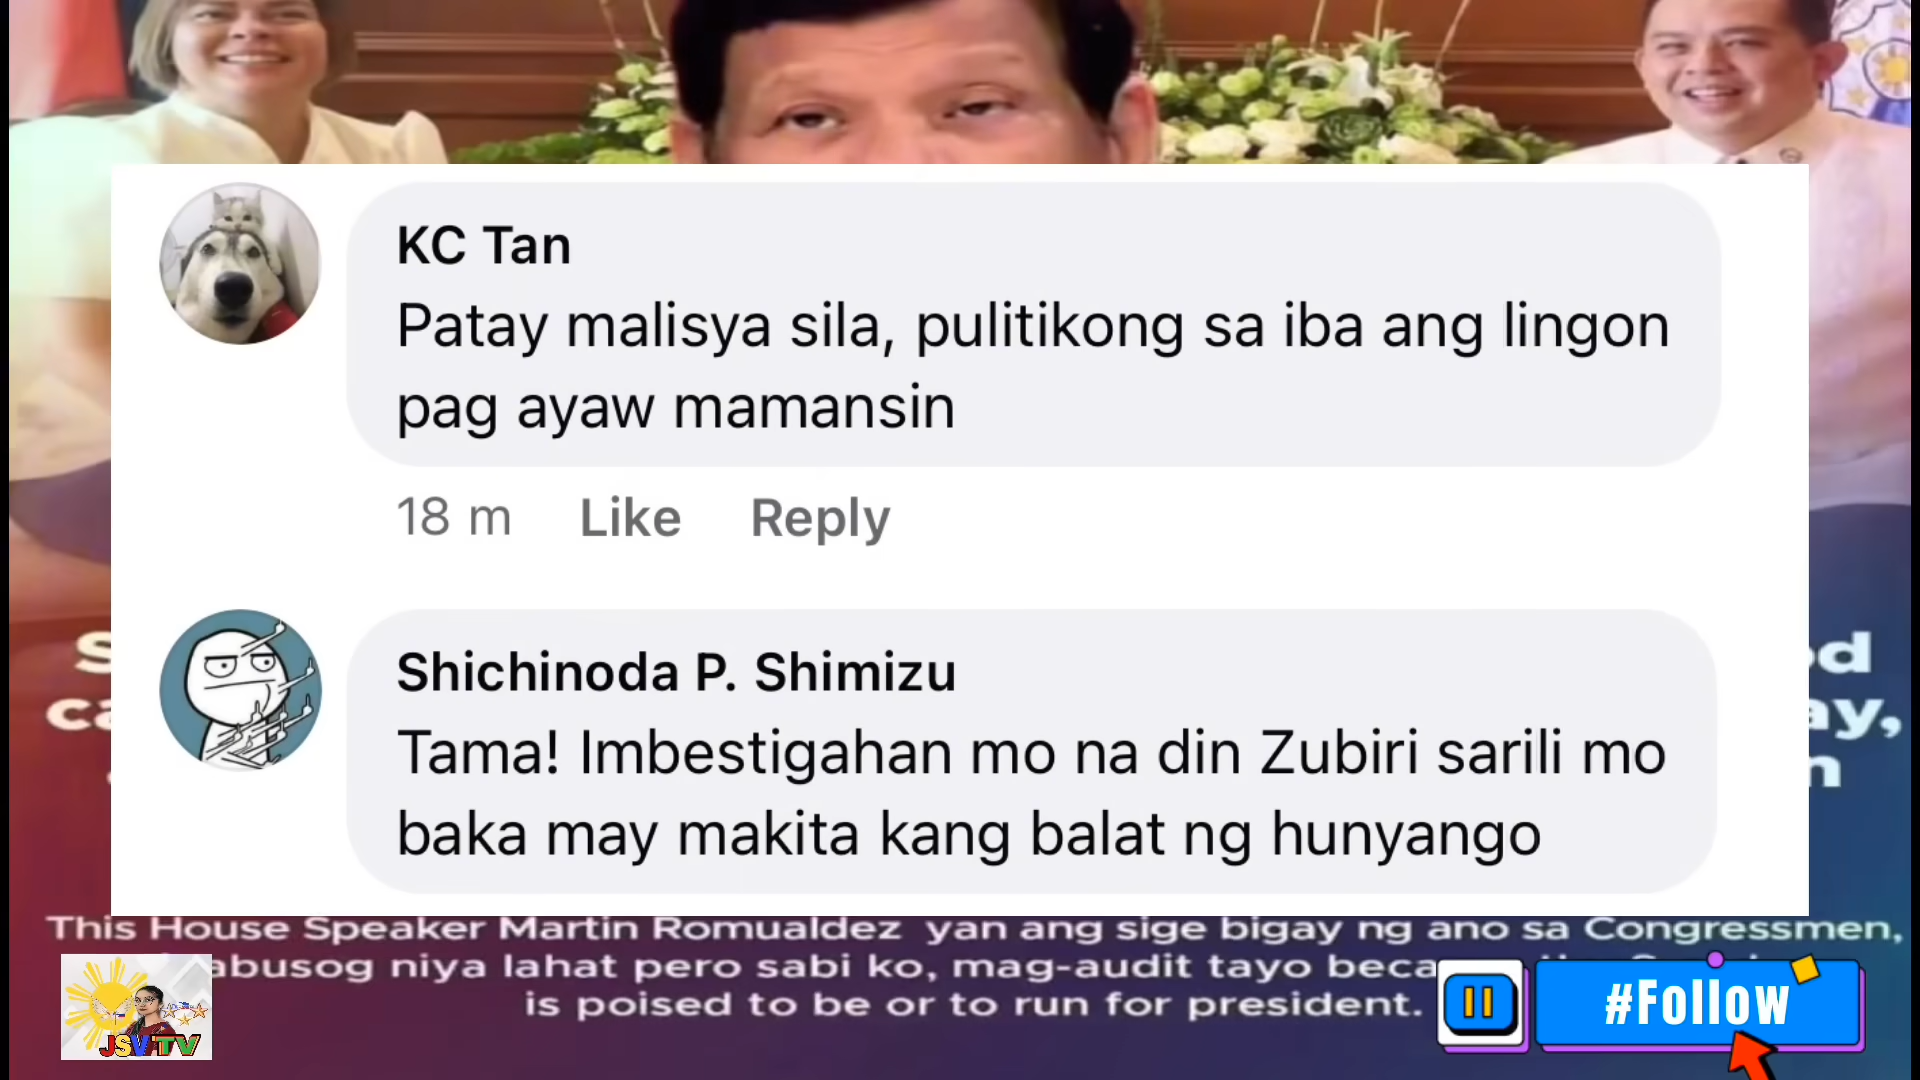 KC Tan
Patay malisya sila, pulitikong sa iba ang lingon
pag ayaw mamansin
18 m Like Reply
Shichinoda P. Shimizu
Tama! Imbestigahan mo na din Zubiri sarili mo
baka may makita kang balat ng hunyango
This House Speaker Martin Romualdez yan ang sige bigay ng ano sa Congressmen,
abusog niya lahat pero sabi ko, mag-audit tayo
is poised to be or to run for president.
JSV TV
#Follow